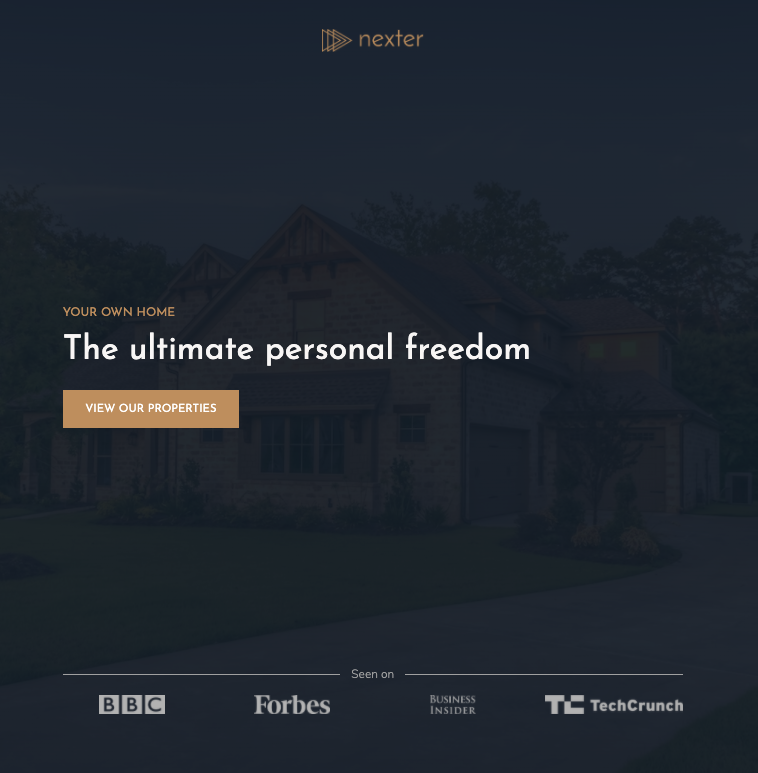 nexter
YOUR OWN HOME
The ultimate personal freedom
VIEW OUR PROPERTIES
Seen on
BBC
Forbes
BUSINESS
INSIDER
TC TechCrunch